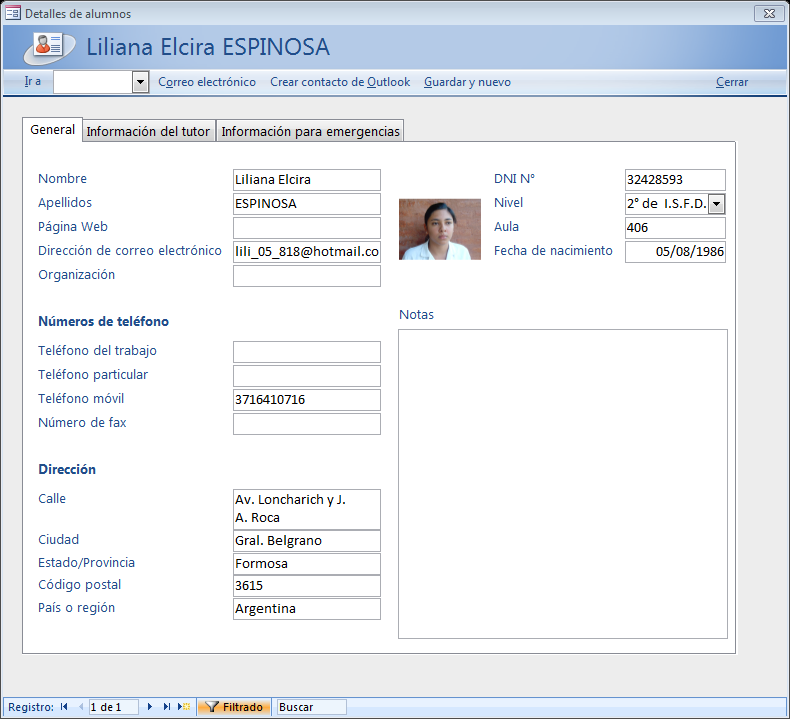 Detalles de alumnos
Liliana Elcira ESPINOSA
Ir a Correo electrónico Crear contacto de Outlook Guardar y nuevo Cerrar
General Información del tutor Información para emergencias
Nombre Liliana Elcira
Apellidos ESPINOSA
Página Web
Dirección de correo electrónico lili_05_818@hotmail.co
Organización
DNI N° 32428593
Nivel 2° de I.S.F.D.
Aula 406
Fecha de nacimiento 05/08/1986
Números de teléfono
Teléfono del trabajo
Teléfono particular
Teléfono móvil 3716410716
Número de fax
Notas
Dirección
Calle Av. Loncharich y J.
A. Roca
Ciudad Gral. Belgrano
Estado/Provincia Formosa
Código postal 3615
País o región Argentina
Registro: 1 de 1 Filtrado Buscar